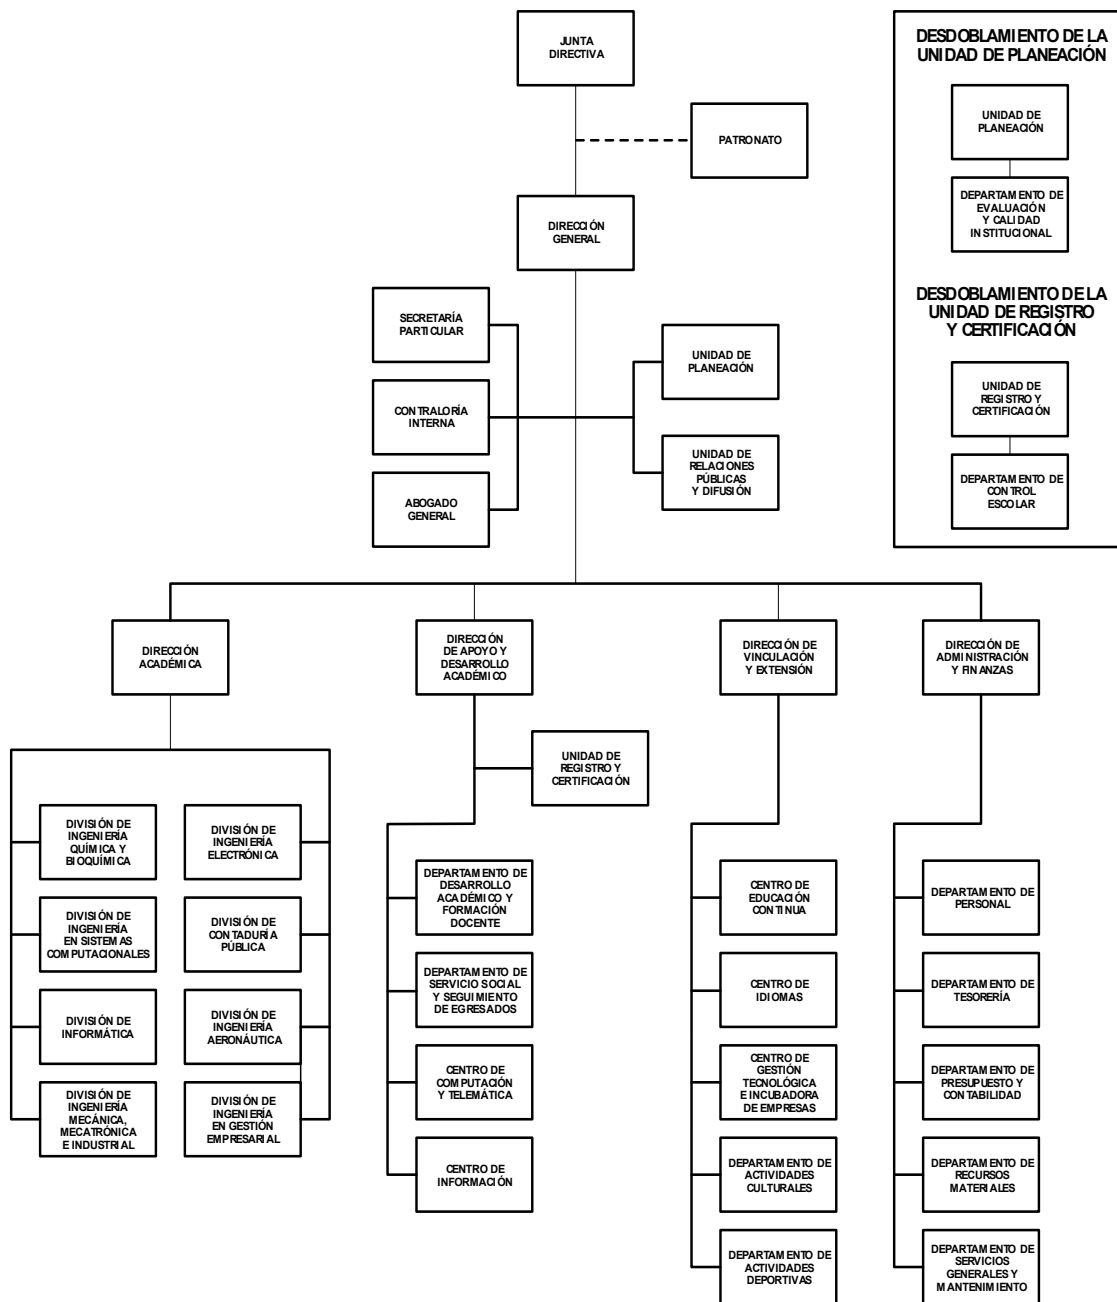 JUNTA
DIRECTIVA
PATRONATO
DIRECCIÓN
GENERAL
SECRETARÍA
PARTICULAR
CONTRALORÍA
INTERNA
ABOGADO
GENERAL
UNIDAD DE
PLANEACIÓN
UNIDAD DE
RELACIONES
PÚBLICAS
Y DIFUSIÓN
DESDOBLAMIENTO DE LA
UNIDAD DE PLANEACIÓN
UNIDAD DE
PLANEACIÓN
DEPARTAMENTO DE
EVALUACIÓN
Y CALIDAD
INSTITUCIONAL
DESDOBLAMIENTO DE LA
UNIDAD DE REGISTRO
Y CERTIFICACIÓN
UNIDAD DE
REGISTRO Y
CERTIFICACIÓN
DEPARTAMENTO DE
CONTROL
ESCOLAR
DIRECCIÓN
ACADÉMICA
DIVISIÓN DE
INGENIERÍA
QUÍMICA Y
BIOQUÍMICA
DIVISIÓN DE
INGENIERÍA
ELECTRÓNICA
DIVISIÓN DE
INGENIERÍA
EN SISTEMAS
COMPUTACIONALES
DIVISIÓN DE
CONTADURÍA
PÚBLICA
DIVISIÓN DE
INFORMÁTICA
DIVISIÓN DE
INGENIERÍA
AERONÁUTICA
DIVISIÓN DE
INGENIERÍA
MECÁNICA,
MECATRÓNICA
E INDUSTRIAL
DIVISIÓN DE
INGENIERÍA
EN GESTIÓN
EMPRESARIAL
DIRECCIÓN
DE APOYO Y
DESARROLLO
ACADÉMICO
UNIDAD DE
REGISTRO Y
CERTIFICACIÓN
DEPARTAMENTO DE
DESARROLLO
ACADÉMICO Y
FORMACIÓN
DOCENTE
DEPARTAMENTO DE
SERVICIO SOCIAL
Y SEGUIMIENTO
DE EGRESADOS
CENTRO DE
COMPUTACIÓN
Y TELEMÁTICA
CENTRO DE
INFORMACIÓN
DIRECCIÓN DE
VINCULACIÓN
Y EXTENSIÓN
CENTRO DE
EDUCACIÓN
CONTINUA
CENTRO DE
IDIOMAS
CENTRO DE
GESTIÓN
TECNOLÓGICA
E INCUBADORA
DE EMPRESAS
DEPARTAMENTO DE
ACTIVIDADES
CULTURALES
DEPARTAMENTO DE
ACTIVIDADES
DEPORTIVAS
DIRECCIÓN DE
ADMINISTRACIÓN
Y FINANZAS
DEPARTAMENTO DE
PERSONAL
DEPARTAMENTO DE
TESORERÍA
DEPARTAMENTO DE
PRESUPUESTO Y
CONTABILIDAD
DEPARTAMENTO DE
RECURSOS
MATERIALES
DEPARTAMENTO DE
SERVICIOS
GENERALES Y
MANTENIMIENTO